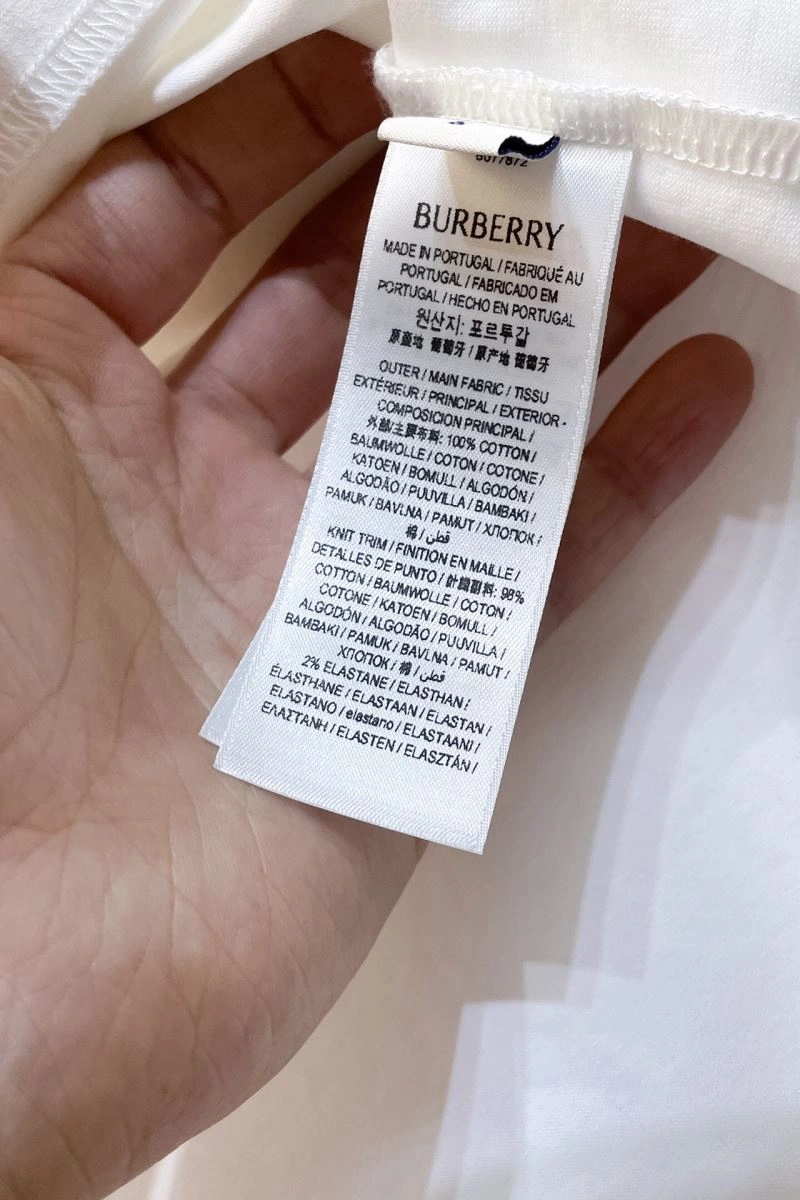 8077872
BURBERRY
MADE IN PORTUGAL / FABRIQUÉ AU
PORTUGAL / FABRICADO EM
PORTUGAL / HECHO EN PORTUGAL
원산지: 포르투갈
原產地 葡萄牙 / 原产地 葡萄牙
OUTER / MAIN FABRIC / TISSU
EXTÉRIEUR / PRINCIPAL / EXTERIOR -
COMPOSICION PRINCIPAL /
外部/主要布料: 100% COTTON /
BAUMWOLLE / COTON / COTONE /
KATOEN / BOMULL / ALGODÓN /
ALGODÃO / PUUVILLA / BAMBAKI /
PAMUK / BAVLNA / PAMUT / ХЛОПОК /
棉 / قطن
KNIT TRIM / FINITION EN MAILLE /
DETALLES DE PUNTO / 針織副料: 98%
COTTON / BAUMWOLLE / COTON /
COTONE / KATOEN / BOMULL /
ALGODÓN / ALGODÃO / PUUVILLA /
BAMBAKI / PAMUK / BAVLNA / PAMUT /
ХЛОПОК / 棉 / قطن
2% ELASTANE / ELASTHAN /
ÉLASTHANE / ELASTAAN / ELASTAN /
ELASTANO / elastano / ELASTAANI /
ΕΛΑΣΤΑΝΗ / ELASTEN / ELASZTÁN /